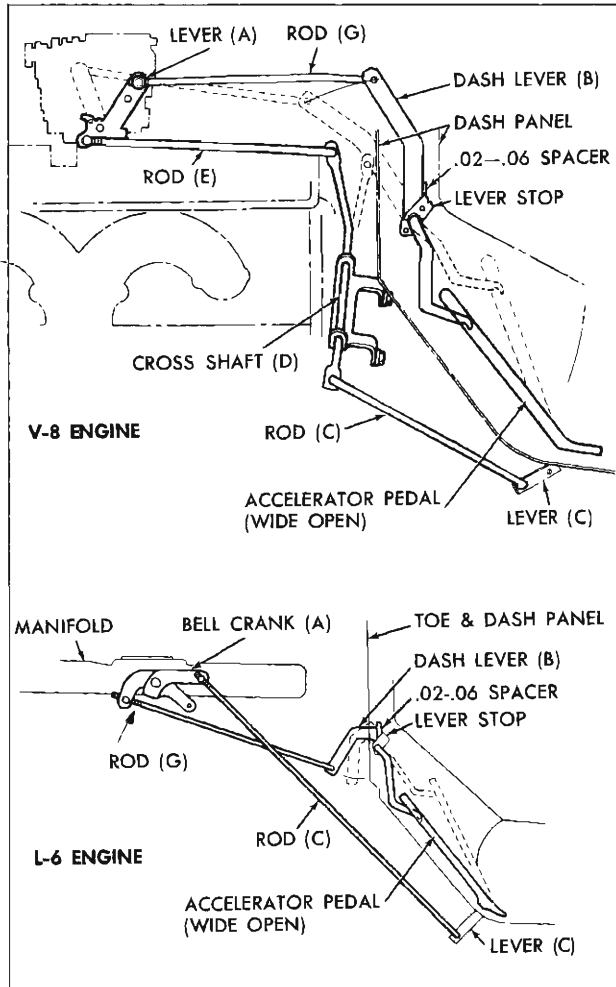 LEVER (A)
ROD (G)
DASH LEVER (B)
DASH PANEL
.02–.06 SPACER
LEVER STOP
ROD (E)
CROSS SHAFT (D)
V-8 ENGINE
ROD (C)
ACCELERATOR PEDAL
(WIDE OPEN)
LEVER (C)
MANIFOLD
BELL CRANK (A)
TOE & DASH PANEL
DASH LEVER (B)
.02-.06 SPACER
LEVER STOP
ROD (G)
ROD (C)
L-6 ENGINE
ACCELERATOR PEDAL
(WIDE OPEN)
LEVER (C)